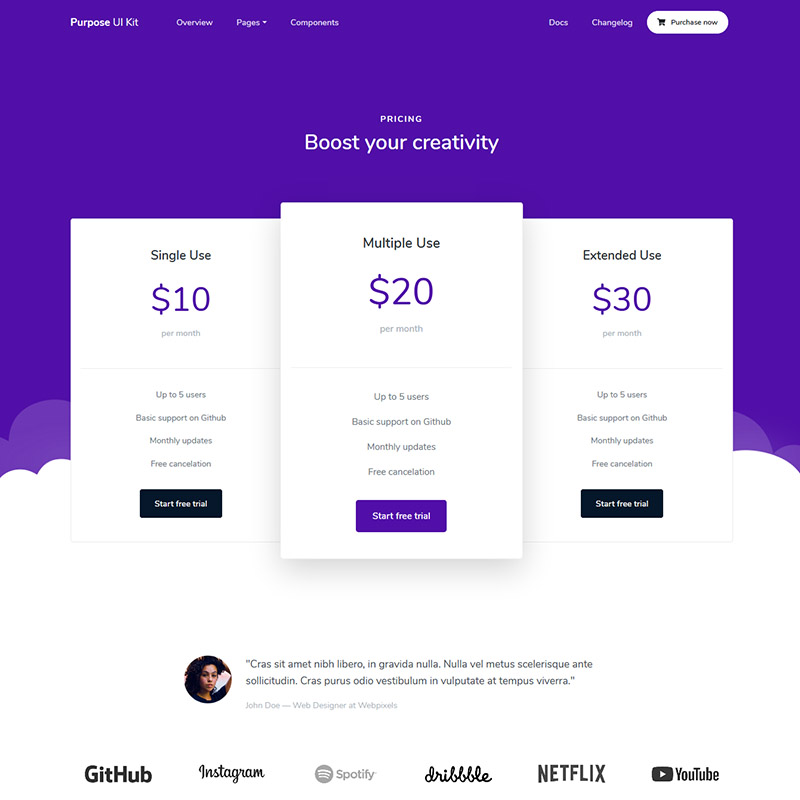 Purpose UI Kit Overview Pages Components Docs Changelog Purchase now
PRICING
Boost your creativity
Single Use
$10
per month
Up to 5 users
Basic support on Github
Monthly updates
Free cancelation
Start free trial
Multiple Use
$20
per month
Up to 5 users
Basic support on Github
Monthly updates
Free cancelation
Start free trial
Extended Use
$30
per month
Up to 5 users
Basic support on Github
Monthly updates
Free cancelation
Start free trial
"Cras sit amet nibh libero, in gravida nulla. Nulla vel metus scelerisque ante
sollicitudin. Cras purus odio vestibulum in vulputate at tempus viverra."
John Doe — Web Designer at Webpixels
GitHub Instagram Spotify dribbble NETFLIX YouTube